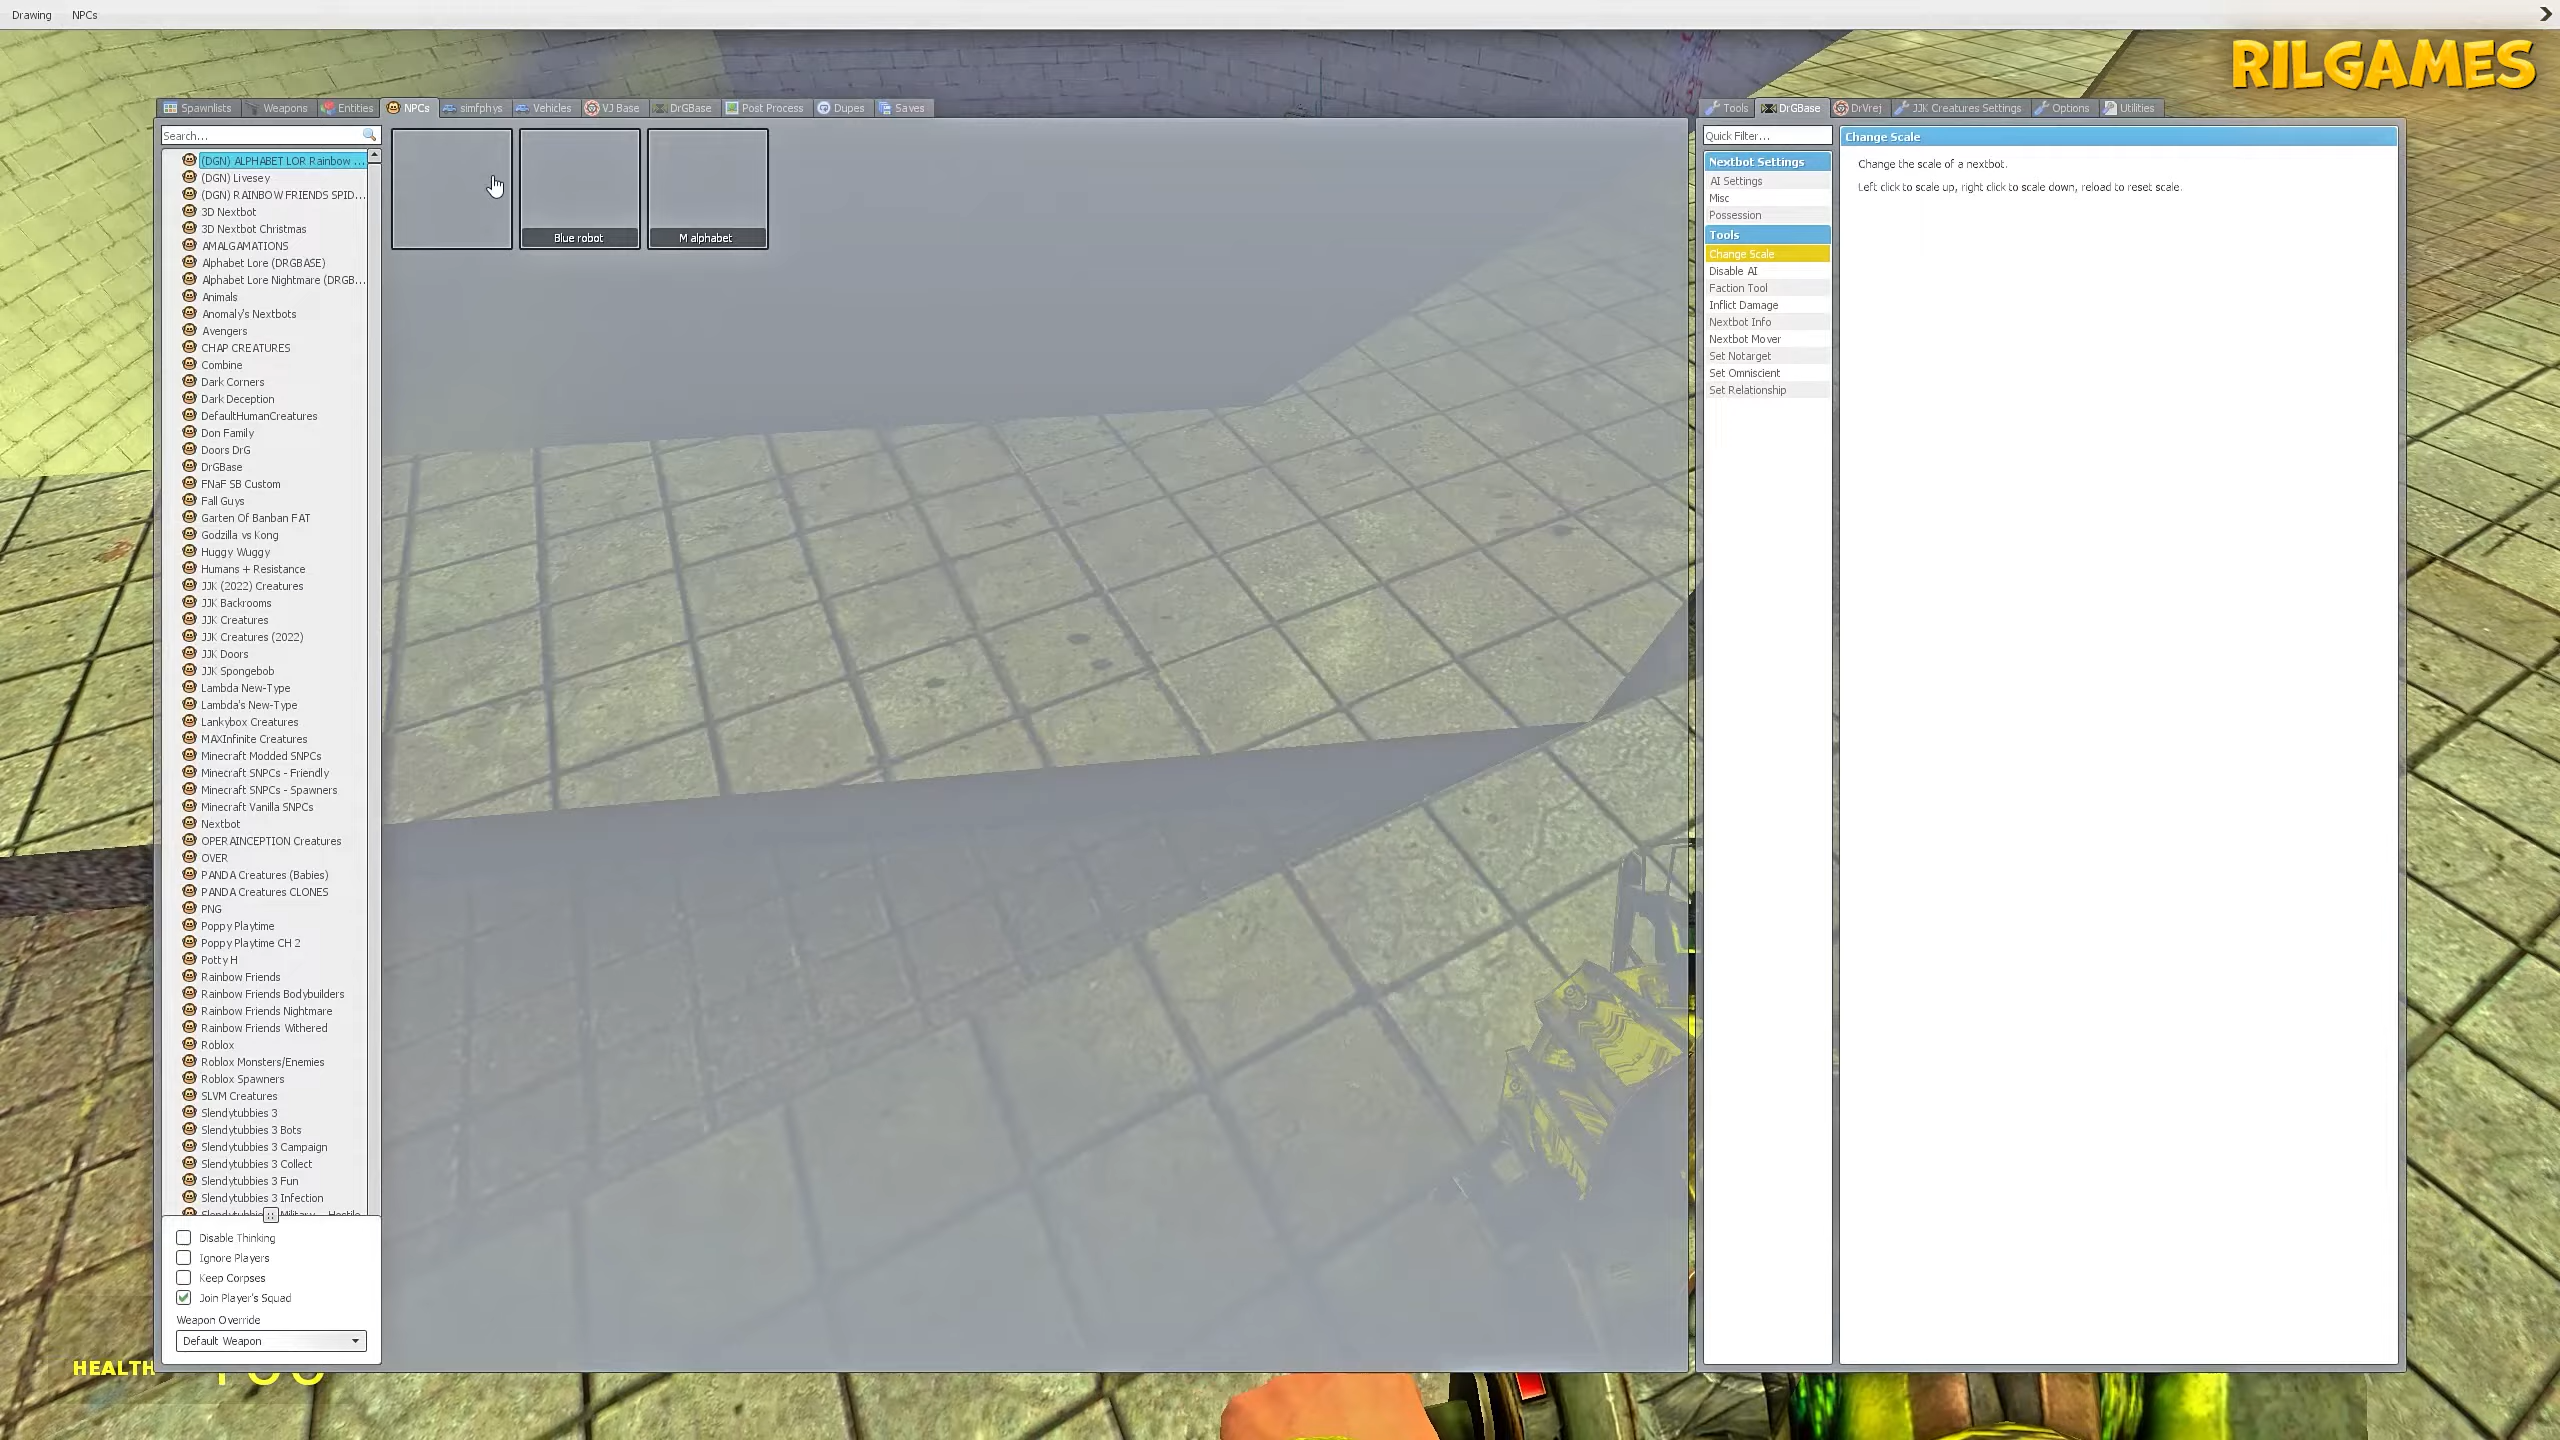 Drawing NPCs
RILGAMES
Spawnlists Weapons Entities NPCs simfphys Vehicles VJ Base DrGBase Post Process Dupes Saves
Search...
(DGN) ALPHABET LOR Rainbow ...
(DGN) Livesey
(DGN) RAINBOW FRIENDS SPID...
3D Nextbot
3D Nextbot Christmas
AMALGAMATIONS
Alphabet Lore (DRGBASE)
Alphabet Lore Nightmare (DRGB...
Animals
Anomaly's Nextbots
Avengers
CHAP CREATURES
Combine
Dark Corners
Dark Deception
DefaultHumanCreatures
Don Family
Doors DrG
DrGBase
FNaF SB Custom
Fall Guys
Garten Of Banban FAT
Godzilla vs Kong
Huggy Wuggy
Humans + Resistance
JJK (2022) Creatures
JJK Backrooms
JJK Creatures
JJK Creatures (2022)
JJK Doors
JJK Spongebob
Lambda New-Type
Lambda's New-Type
Lankybox Creatures
MAXInfinite Creatures
Minecraft Modded SNPCs
Minecraft SNPCs - Friendly
Minecraft SNPCs - Spawners
Minecraft Vanilla SNPCs
Nextbot
OPERAINCEPTION Creatures
OVER
PANDA Creatures (Babies)
PANDA Creatures CLONES
PNG
Poppy Playtime
Poppy Playtime CH 2
Potty H
Rainbow Friends
Rainbow Friends Bodybuilders
Rainbow Friends Nightmare
Rainbow Friends Withered
Roblox
Roblox Monsters/Enemies
Roblox Spawners
SLVM Creatures
Slendytubbies 3
Slendytubbies 3 Bots
Slendytubbies 3 Campaign
Slendytubbies 3 Collect
Slendytubbies 3 Fun
Slendytubbies 3 Infection
Disable Thinking
Ignore Players
Keep Corpses
Join Player's Squad
Weapon Override
Default Weapon
HEALTH 100
Blue robot
M alphabet
Tools DrGBase DrVrej JJK Creatures Settings Options Utilities
Quick Filter...
Nextbot Settings
AI Settings
Misc
Possession
Tools
Change Scale
Disable AI
Faction Tool
Inflict Damage
Nextbot Info
Nextbot Mover
Set Notarget
Set Omniscient
Set Relationship
Change Scale
Change the scale of a nextbot.
Left click to scale up, right click to scale down, reload to reset scale.